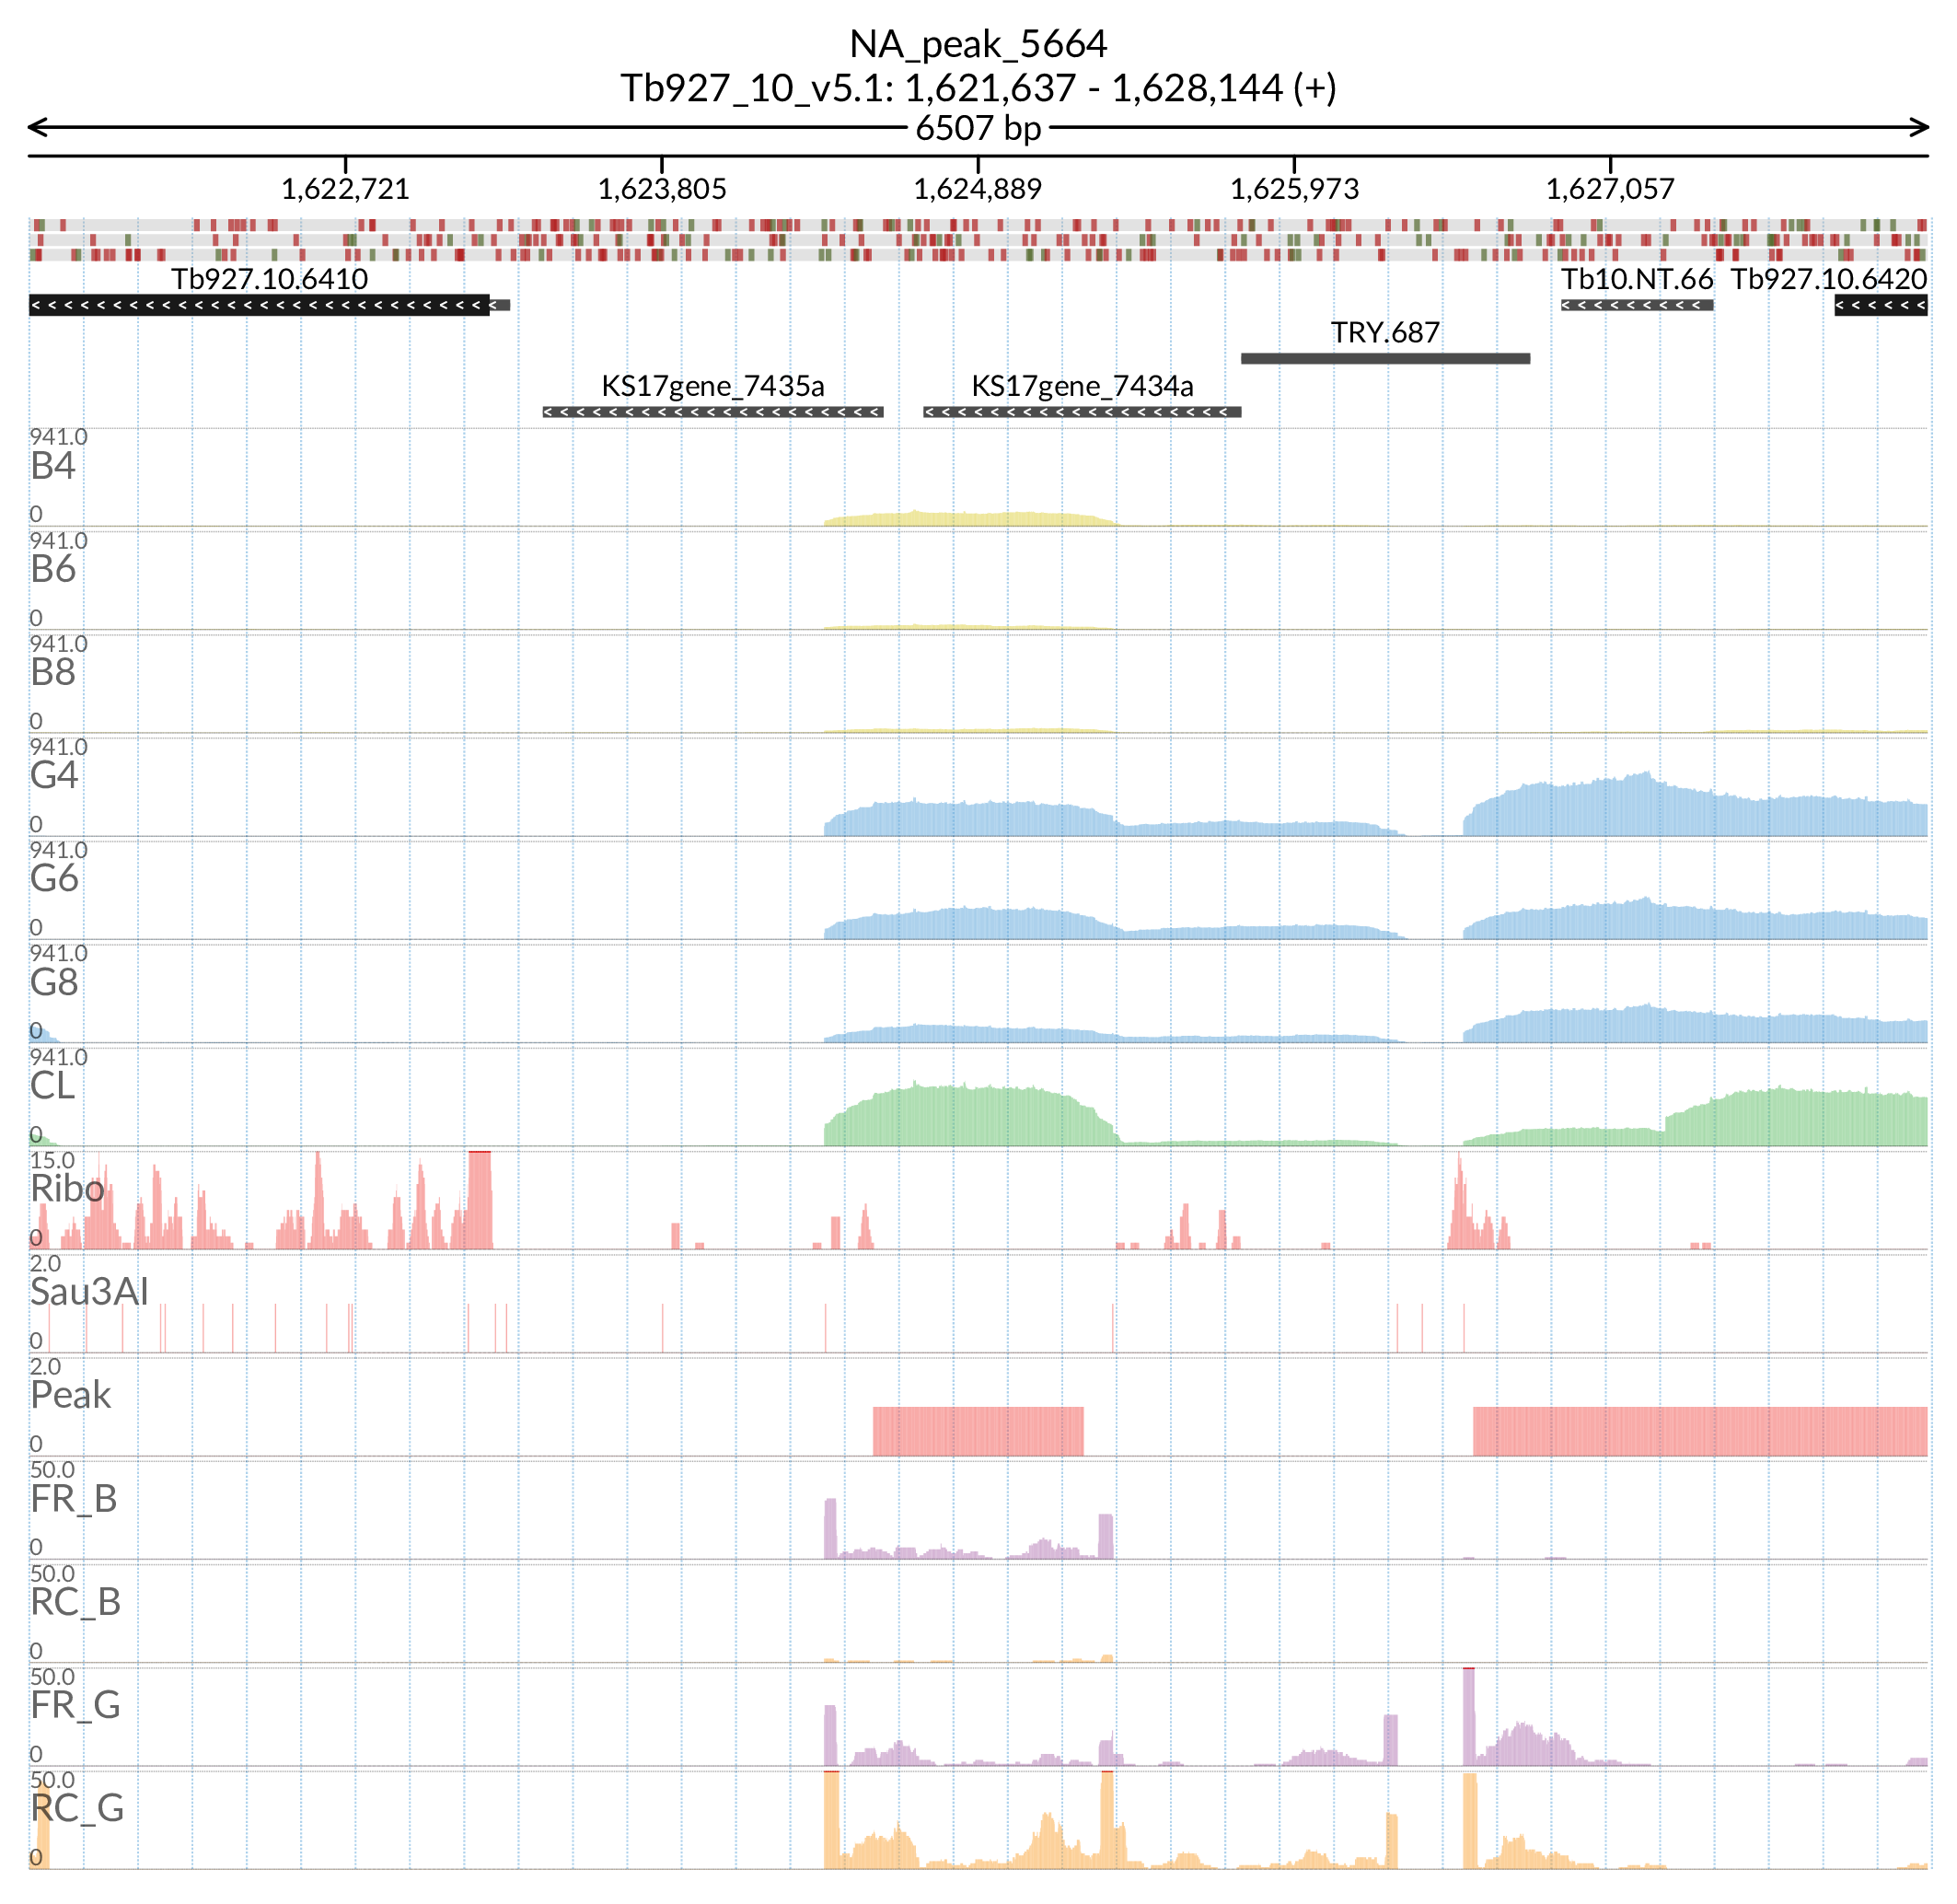 NA_peak_5664
Tb927_10_v5.1: 1,621,637 - 1,628,144 (+)
6507 bp
1,622,721 1,623,805 1,624,889 1,625,973 1,627,057
Tb927.10.6410 Tb10.NT.66 Tb927.10.6420
TRY.687
KS17gene_7435a KS17gene_7434a
941.0
B4
0
941.0
B6
0
941.0
B8
0
941.0
G4
0
941.0
G6
0
941.0
G8
0
941.0
CL
0
15.0
Ribo
0
2.0
Sau3AI
0
2.0
Peak
0
50.0
FR_B
0
50.0
RC_B
0
50.0
FR_G
0
50.0
RC_G
0